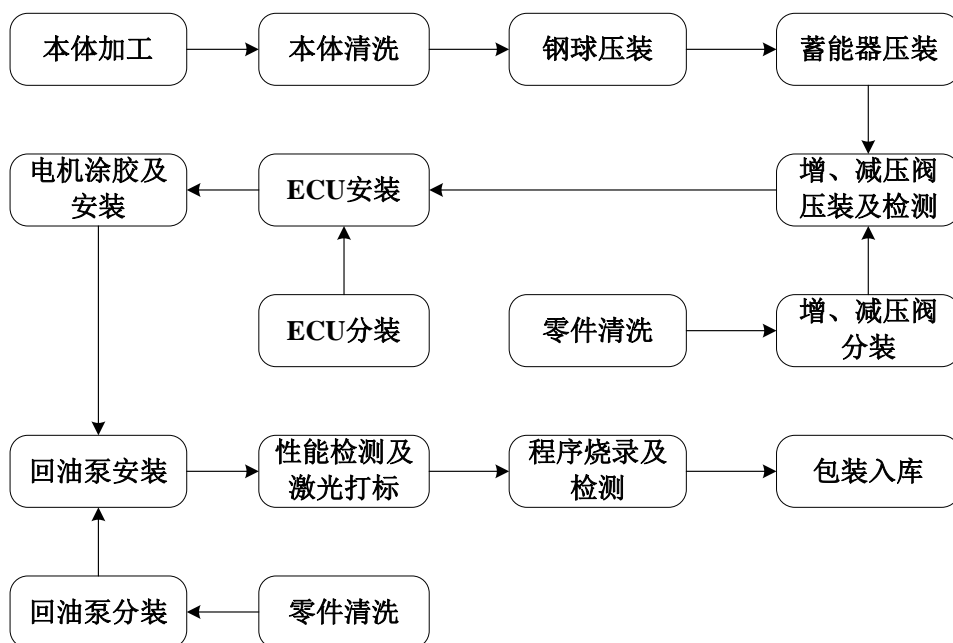 本体加工
本体清洗
钢球压装
蓄能器压装
电机涂胶及
安装
ECU安装
增、减压阀
压装及检测
ECU分装
零件清洗
增、减压阀
分装
回油泵安装
性能检测及
激光打标
程序烧录及
检测
包装入库
回油泵分装
零件清洗